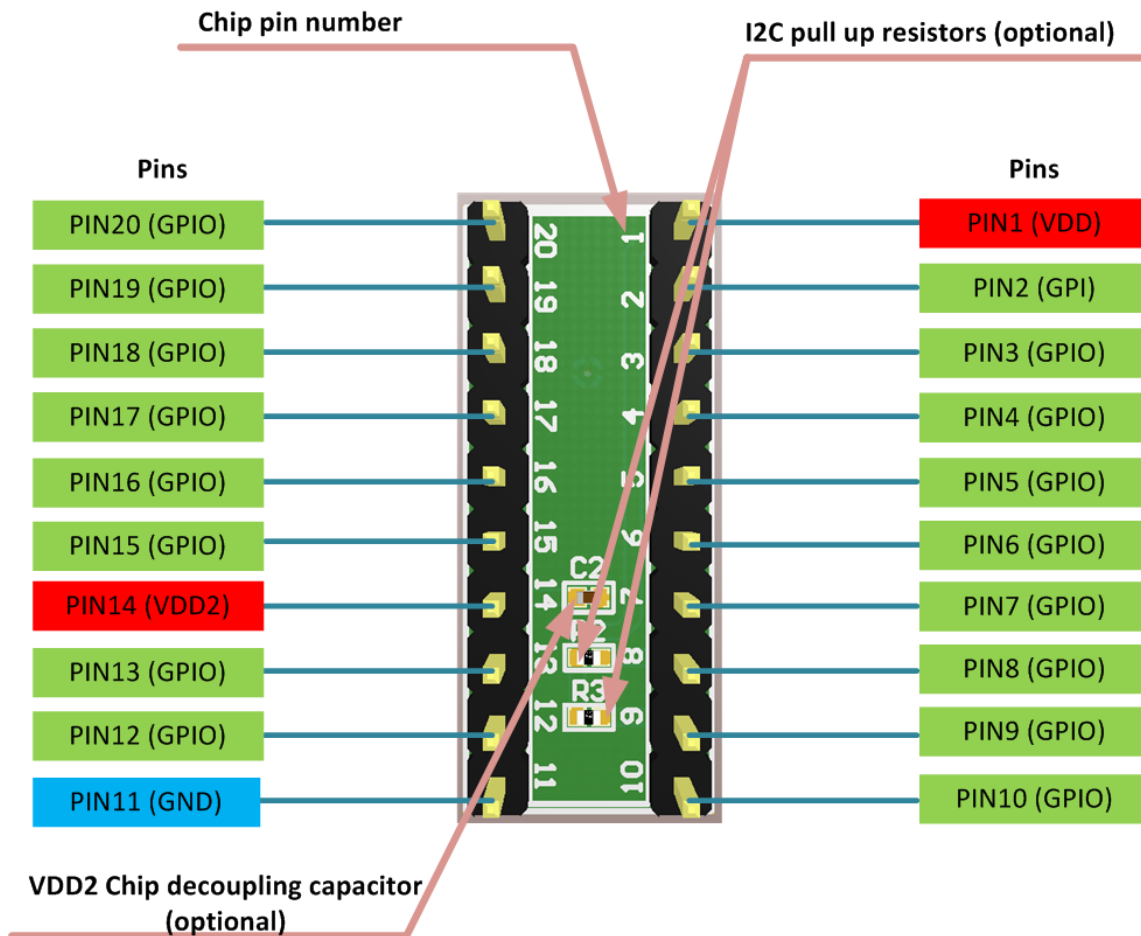 Chip pin number
I2C pull up resistors (optional)
Pins
Pins
PIN20 (GPIO)
PIN19 (GPIO)
PIN18 (GPIO)
PIN17 (GPIO)
PIN16 (GPIO)
PIN15 (GPIO)
PIN14 (VDD2)
PIN13 (GPIO)
PIN12 (GPIO)
PIN11 (GND)
20
19
18
17
16
15
14
13
12
11
C2
R2
R3
1
2
3
4
5
6
7
8
9
10
PIN1 (VDD)
PIN2 (GPI)
PIN3 (GPIO)
PIN4 (GPIO)
PIN5 (GPIO)
PIN6 (GPIO)
PIN7 (GPIO)
PIN8 (GPIO)
PIN9 (GPIO)
PIN10 (GPIO)
VDD2 Chip decoupling capacitor
(optional)